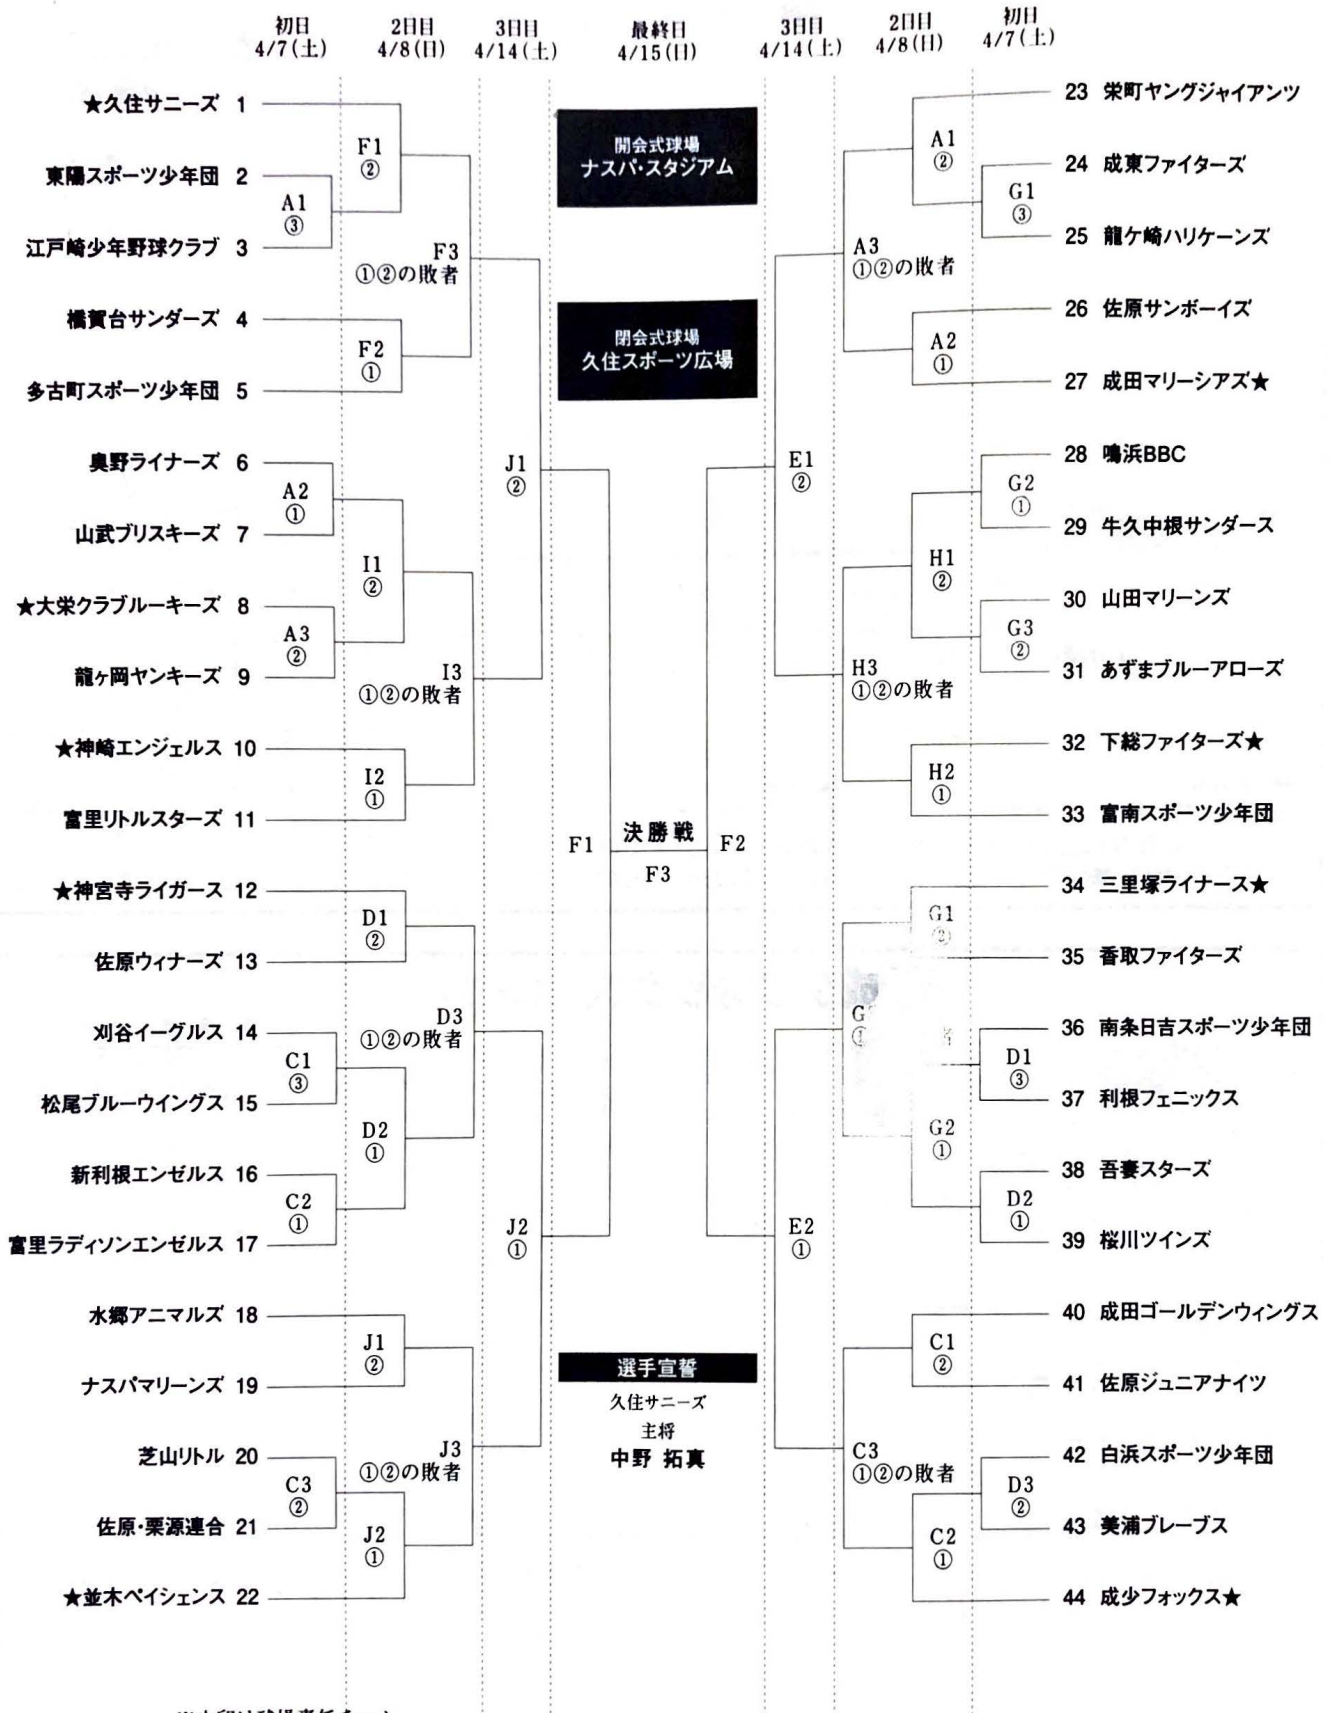 初日
4/7(土)
2日目
4/8(日)
3日目
4/14(土)
最終日
4/15(日)
3日目
4/14(土)
2日目
4/8(日)
初日
4/7(土)
★久住サニーズ 1
東陽スポーツ少年団 2
江戸崎少年野球クラブ 3
橋賀台サンダーズ 4
多古町スポーツ少年団 5
奥野ライナーズ 6
山武ブリスキーズ 7
★大栄クラブルーキーズ 8
龍ヶ岡ヤンキーズ 9
★神崎エンジェルス 10
富里リトルスターズ 11
★神宮寺ライガース 12
佐原ウィナーズ 13
刈谷イーグルス 14
松尾ブルーウイングス 15
新利根エンゼルス 16
富里ラディソンエンゼルス 17
水郷アニマルズ 18
ナスパマリーンズ 19
芝山リトル 20
佐原・栗源連合 21
★並木ペイシェンス 22
A1
③
A2
①
A3
②
C1
③
C2
①
C3
②
F1
②
F2
①
I1
②
I2
①
D1
②
D2
①
J1
②
J2
①
F3
①②の敗者
I3
①②の敗者
D3
①②の敗者
J3
①②の敗者
J1
②
J2
①
開会式球場
ナスパ・スタジアム
閉会式球場
久住スポーツ広場
F1
決勝戦
F3
F2
選手宣誓
久住サニーズ
主将
中野 拓真
E1
②
E2
①
A3
①②の敗者
H3
①②の敗者
C3
①②の敗者
A1
②
A2
①
H1
②
H2
①
G1
②
G2
①
C1
②
C2
①
G1
③
G2
①
G3
②
D1
③
D2
①
D3
②
23 栄町ヤングジャイアンツ
24 成東ファイターズ
25 龍ケ崎ハリケーンズ
26 佐原サンボーイズ
27 成田マリーシアズ★
28 鳴浜BBC
29 牛久中根サンダース
30 山田マリーンズ
31 あずまブルーアローズ
32 下総ファイターズ★
33 富南スポーツ少年団
34 三里塚ライナース★
35 香取ファイターズ
36 南条日吉スポーツ少年団
37 利根フェニックス
38 吾妻スターズ
39 桜川ツインズ
40 成田ゴールデンウィングス
41 佐原ジュニアナイツ
42 白浜スポーツ少年団
43 美浦ブレーブス
44 成少フォックス★